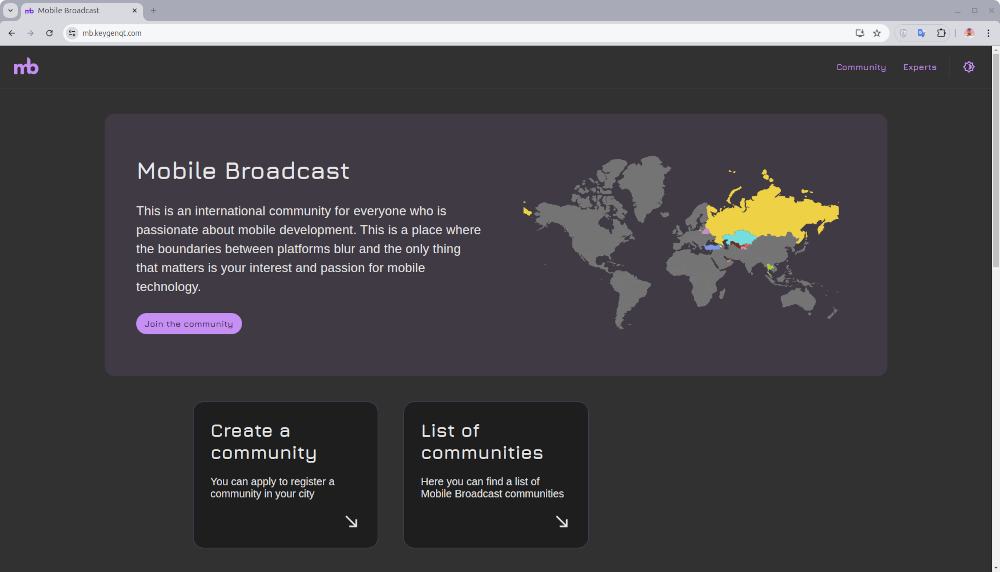 mb Mobile Broadcast
mb.keygenqt.com
mb
Community Experts
Mobile Broadcast
This is an international community for everyone who is
passionate about mobile development. This is a place where
the boundaries between platforms blur and the only thing
that matters is your interest and passion for mobile
technology.
Join the community
Create a
community
You can apply to register a
community in your city
List of
communities
Here you can find a list of
Mobile Broadcast communities